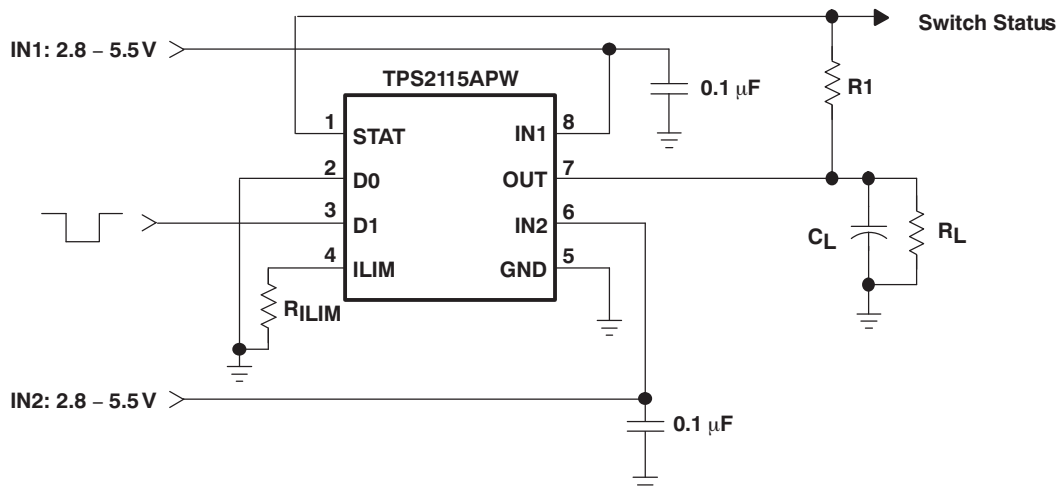 Switch Status
IN1: 2.8 – 5.5 V
TPS2115APW
0.1 μF
R1
1
STAT
IN1
8
2
D0
OUT
7
3
D1
IN2
6
4
ILIM
GND
5
CL
RL
RILIM
IN2: 2.8 – 5.5 V
0.1 μF